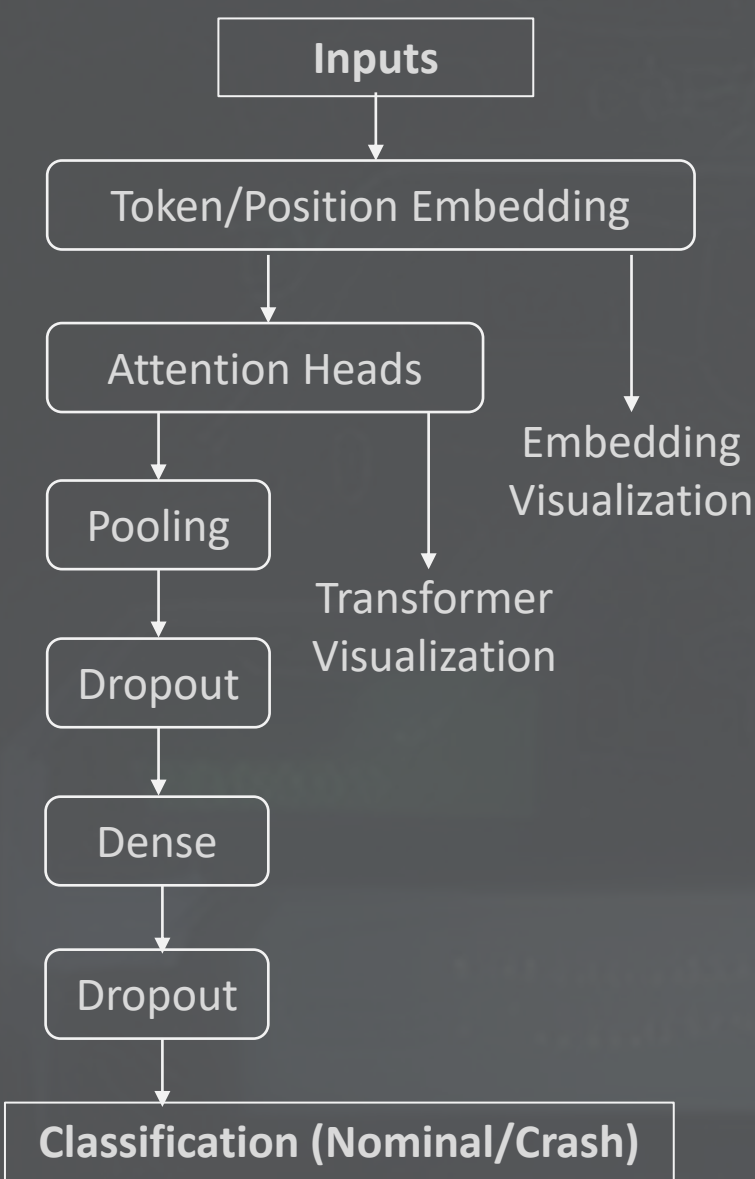 Inputs
Token/Position Embedding
Attention Heads
Embedding
Visualization
Pooling
Transformer
Visualization
Dropout
Dense
Dropout
Classification (Nominal/Crash)